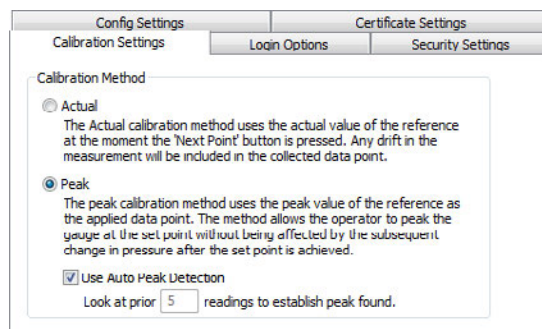 Config Settings
Certificate Settings
Calibration Settings
Login Options
Security Settings
Calibration Method
Actual
The Actual calibration method uses the actual value of the reference
at the moment the 'Next Point' button is pressed. Any drift in the
measurement will be included in the collected data point.
Peak
The peak calibration method uses the peak value of the reference as
the applied data point. The method allows the operator to peak the
gauge at the set point without being affected by the subsequent
change in pressure after the set point is achieved.
Use Auto Peak Detection
Look at prior 5 readings to establish peak found.